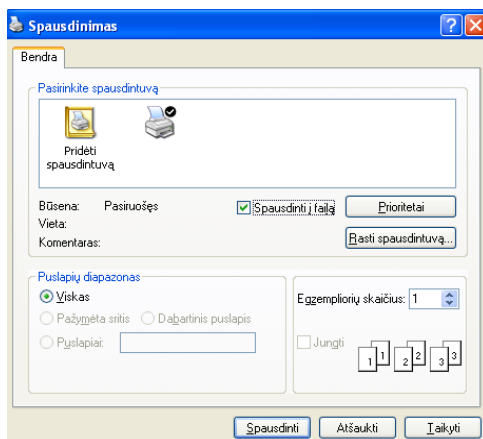 Spausdinimas
Bendra
Pasirinkite spausdintuvą
Pridėti
spausdintuvą
Būsena: Pasiruošęs
Spausdinti į failą
Prioritetai
Vieta:
Komentaras:
Rasti spausdintuvą...
Puslapių diapazonas
Viskas
Pažymėta sritis Dabartinis puslapis
Puslapiai:
Egzempliorių skaičius: 1
Jungti
1 1 2 2 3 3
Spausdinti Atšaukti Taikyti